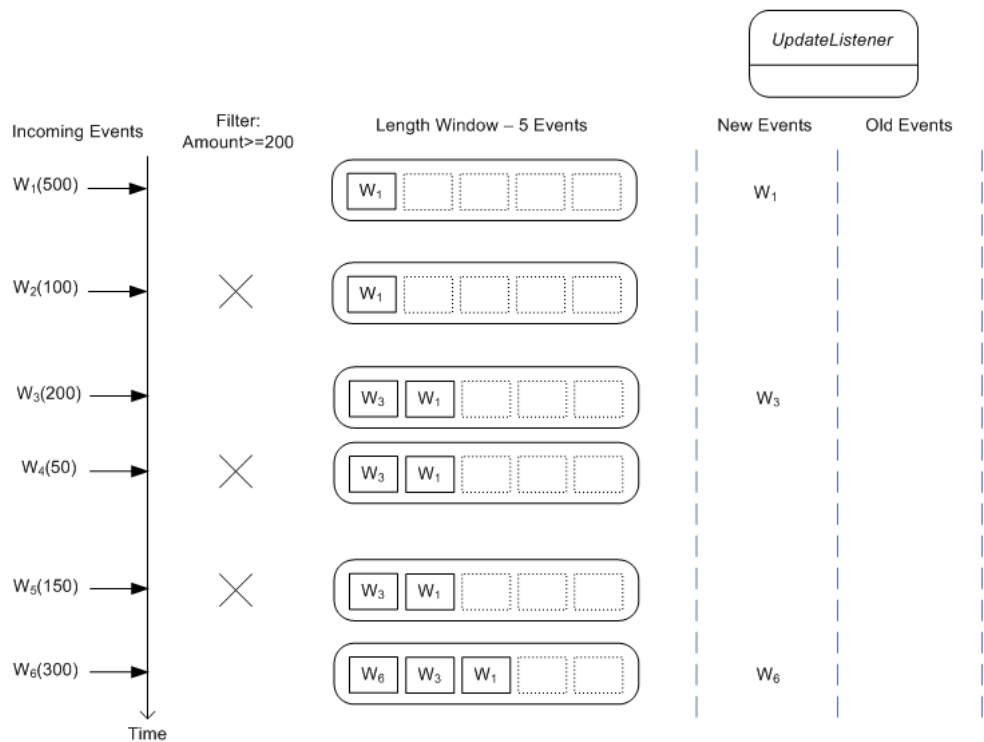 UpdateListener
Incoming Events
Filter:
Amount>=200
Length Window – 5 Events
New Events
Old Events
W₁(500)
W₁
W₁
W₂(100)
W₁
W₃(200)
W₃ W₁
W₃
W₄(50)
W₃ W₁
W₅(150)
W₃ W₁
W₆(300)
W₆ W₃ W₁
W₆
Time